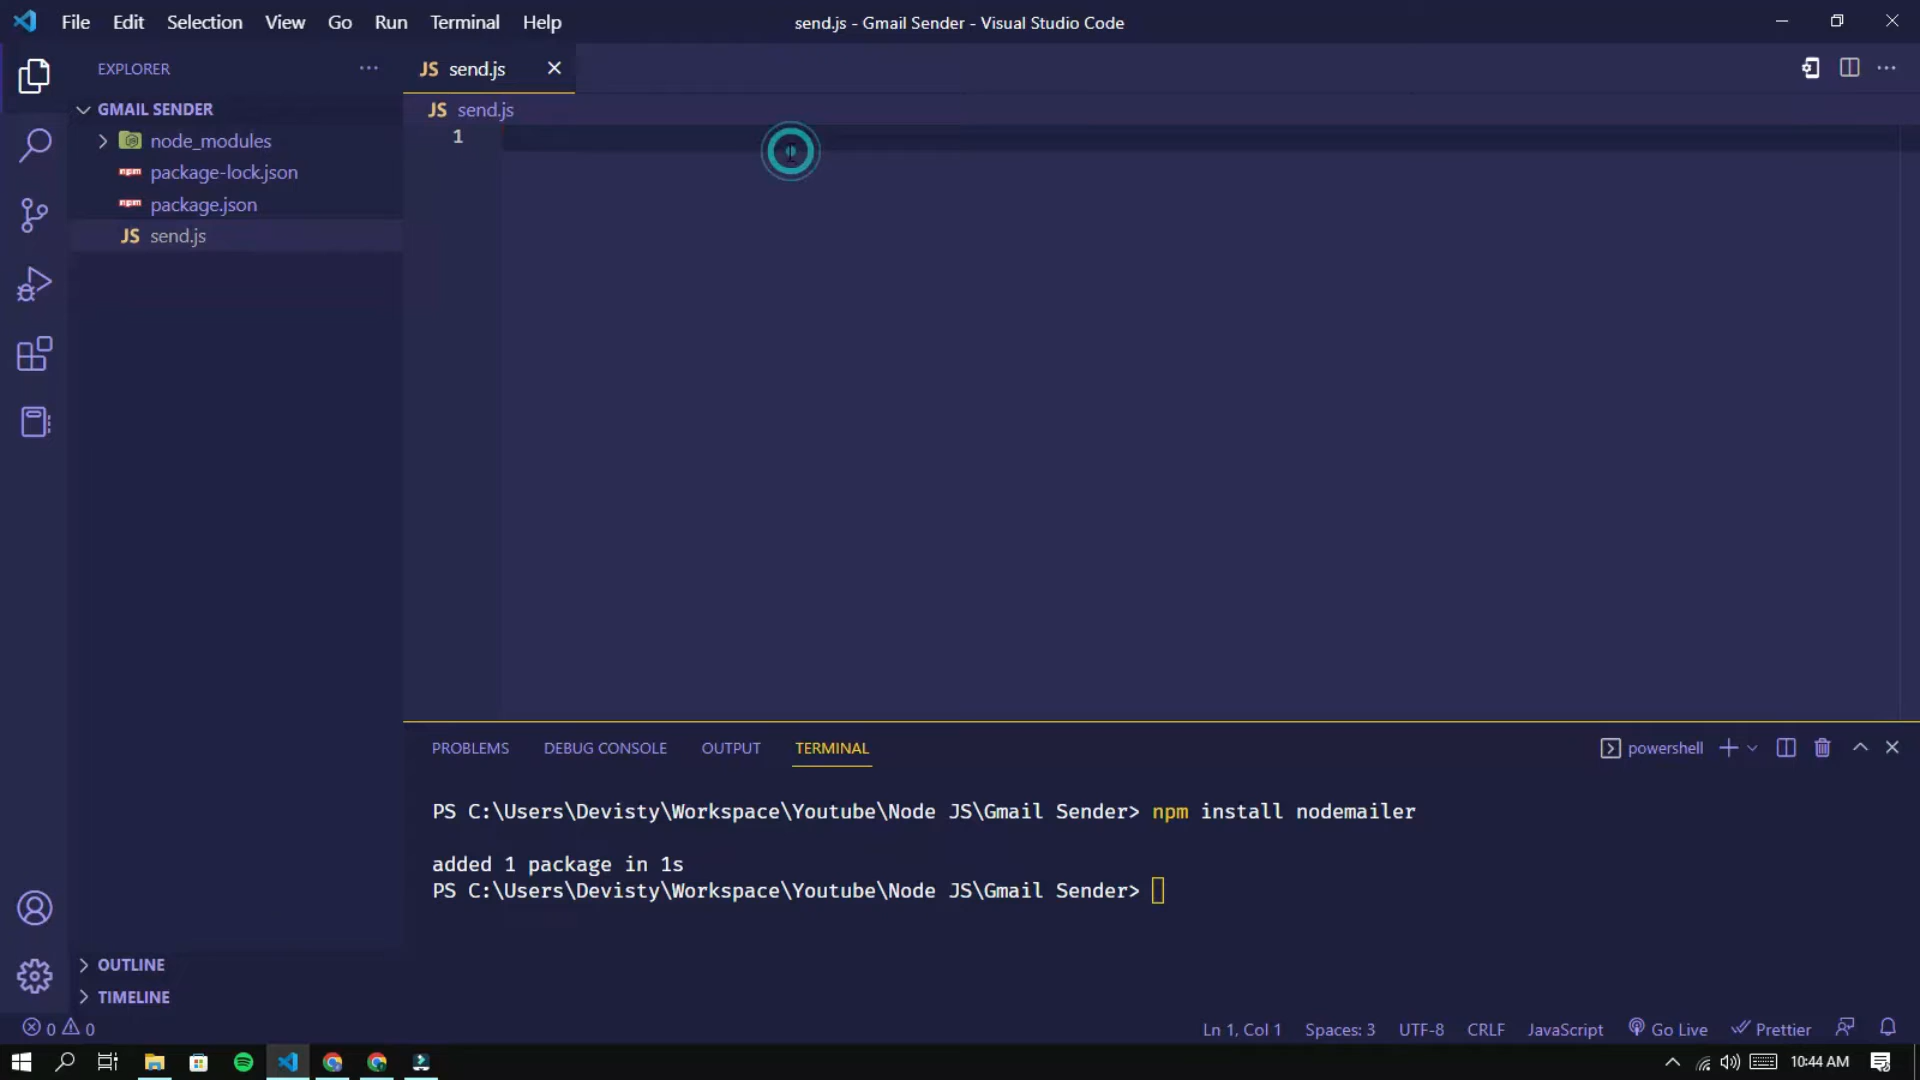 File Edit Selection View Go Run Terminal Help
send.js - Gmail Sender - Visual Studio Code
EXPLORER
JS send.js
GMAIL SENDER
JS send.js
node_modules
1
npm package-lock.json
npm package.json
JS send.js
PROBLEMS DEBUG CONSOLE OUTPUT TERMINAL
powershell
PS C:\Users\Devisty\Workspace\Youtube\Node JS\Gmail Sender> npm install nodemailer
added 1 package in 1s
PS C:\Users\Devisty\Workspace\Youtube\Node JS\Gmail Sender>
OUTLINE
TIMELINE
0 0
Ln 1, Col 1 Spaces: 3 UTF-8 CRLF JavaScript Go Live Prettier
10:44 AM